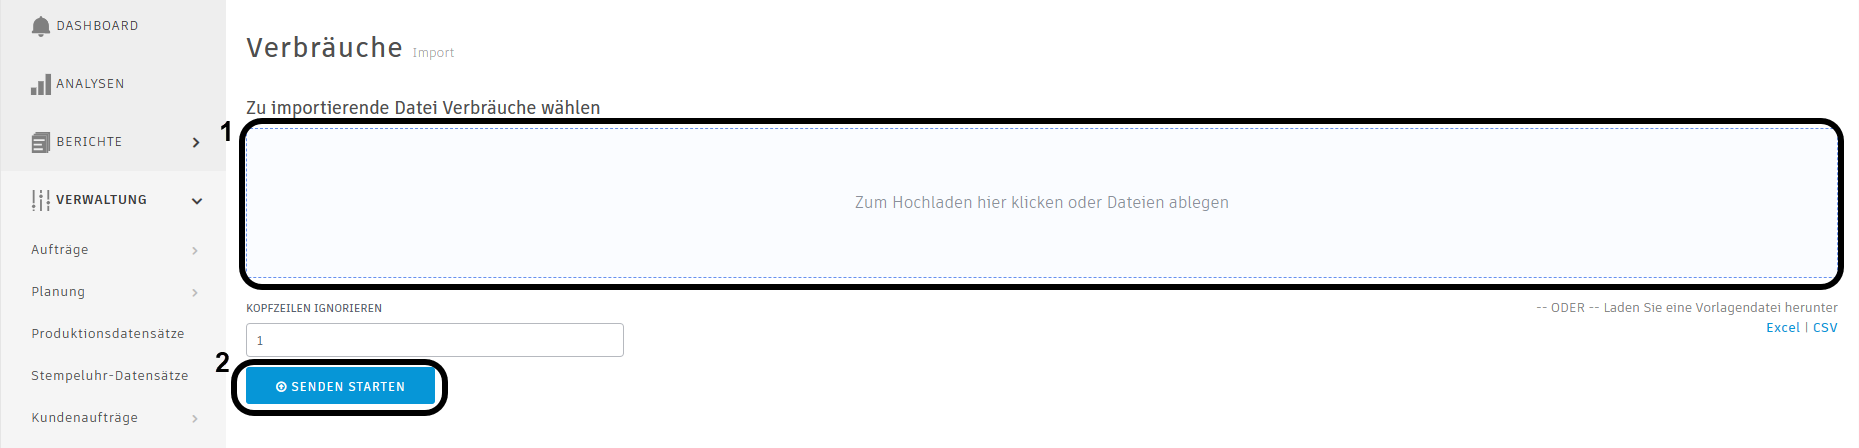 DASHBOARD
ANALYSEN
BERICHTE
VERWALTUNG
Aufträge
Planung
Produktionsdatensätze
Stempeluhr-Datensätze
Kundenaufträge
Verbräuche Import
Zu importierende Datei Verbräuche wählen
1
Zum Hochladen hier klicken oder Dateien ablegen
KOPFZEILEN IGNORIEREN
-- ODER -- Laden Sie eine Vorlagendatei herunter
Excel | CSV
1
2
SENDEN STARTEN